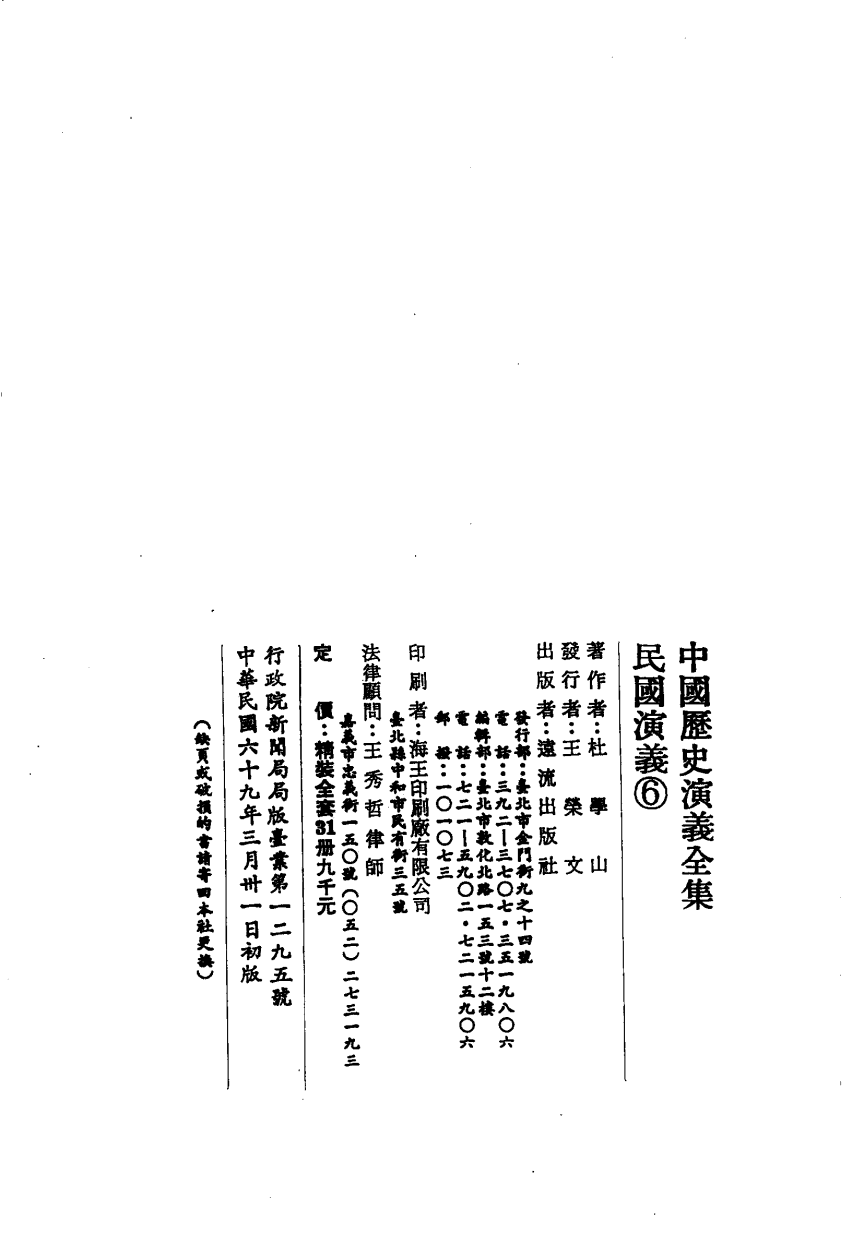 中國歷史演義全集
民國演義⑥
著作者：杜學山
發行者：王榮文
出版者：遠流出版社
發行部：臺北市金門街九之十四號
電話：三九二－三七〇七・三五一九八〇六
編輯部：臺北市敦化北路一五三號十二樓
電話：七二一－五九〇二・七二一五九〇六
郵撥：一〇一〇七三
印刷者：海王印刷廠有限公司
臺北縣中和市民有街三五號
法律顧問：王秀哲律師
嘉義市忠義街一五〇號（〇五二）二七三一九三
定價：精裝全套31册九千元
行政院新聞局局版臺業第一二九五號
中華民國六十九年三月卅一日初版
（缺頁或破損的書請寄回本社更換）